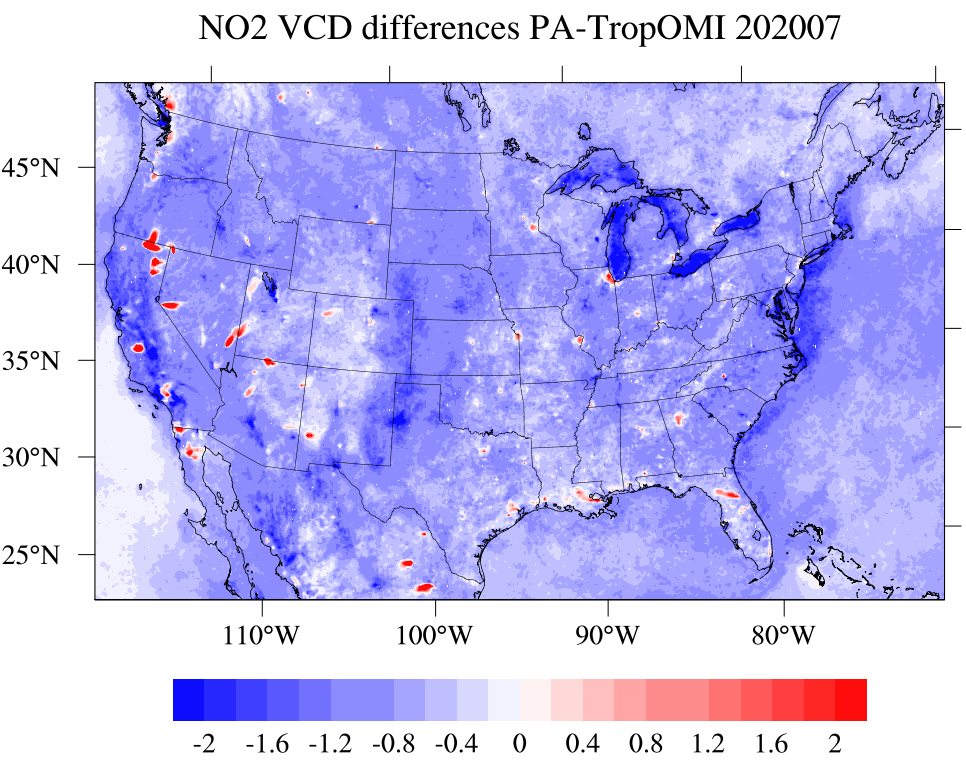 NO2 VCD differences PA-TropOMI 202007
45°N
40°N
35°N
30°N
25°N
110°W 100°W 90°W 80°W
-2 -1.6 -1.2 -0.8 -0.4 0 0.4 0.8 1.2 1.6 2